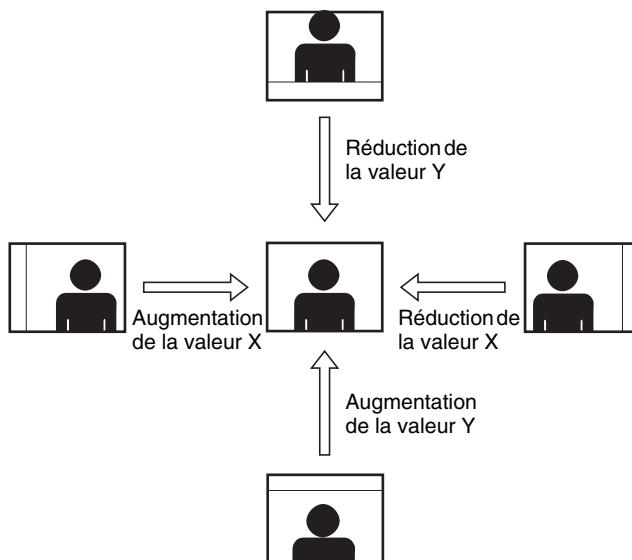 Réduction de
la valeur Y
Augmentation
de la valeur X
Réduction de
la valeur X
Augmentation
de la valeur Y